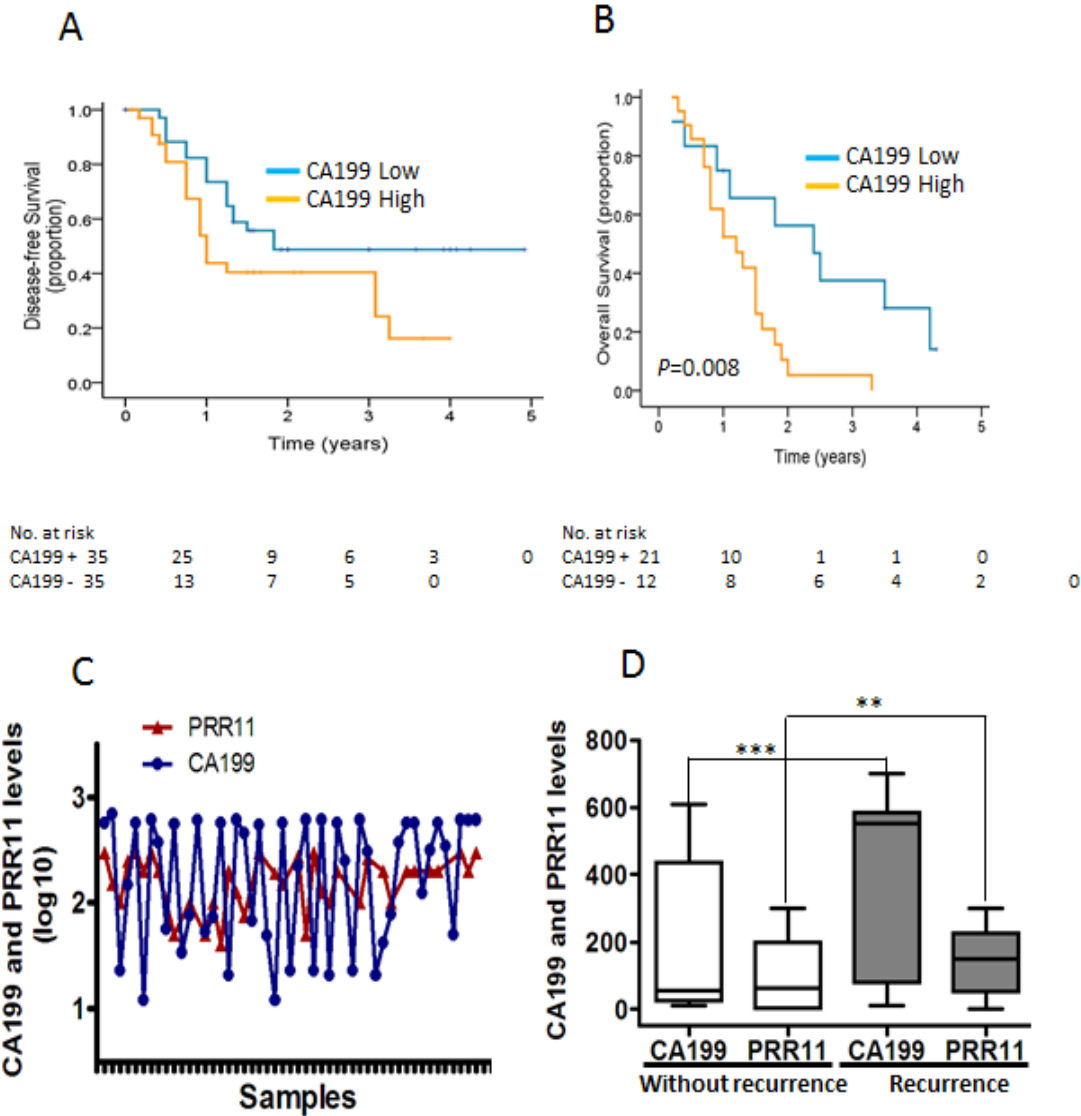 A
Disease-free Survival
(proportion)
1.0
0.8
0.6
0.4
0.2
0.0
CA199 Low
CA199 High
0 1 2 3 4 5
Time (years)
B
Overall Survival (proportion)
1.0
0.8
0.6
0.4
0.2
0.0
CA199 Low
CA199 High
P=0.008
0 1 2 3 4 5
Time (years)
No. at risk
CA199 + 35 25 9 6 3 0
CA199 - 35 13 7 5 0
No. at risk
CA199 + 21 10 1 1 0
CA199 - 12 8 6 4 2 0
C
CA199 and PRR11 levels
(log10)
PRR11
CA199
3
2
1
Samples
D
CA199 and PRR11 levels
800
600
400
200
0
***
**
CA199 PRR11 CA199 PRR11
Without recurrence Recurrence